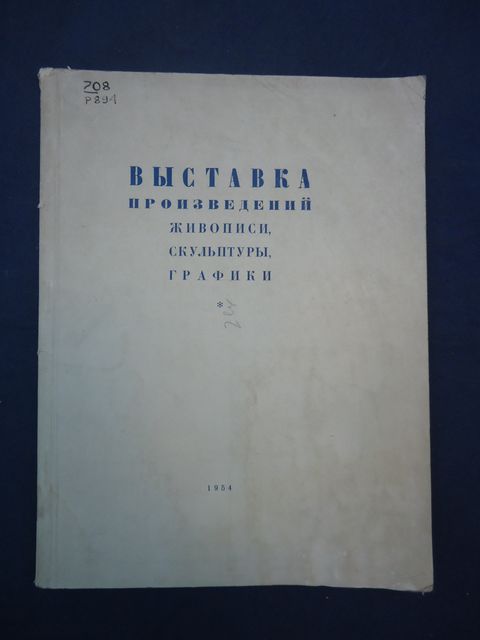 708
Р891
ВЫСТАВКА
ПРОИЗВЕДЕНИЙ
ЖИВОПИСИ,
СКУЛЬПТУРЫ,
ГРАФИКИ
*
1954